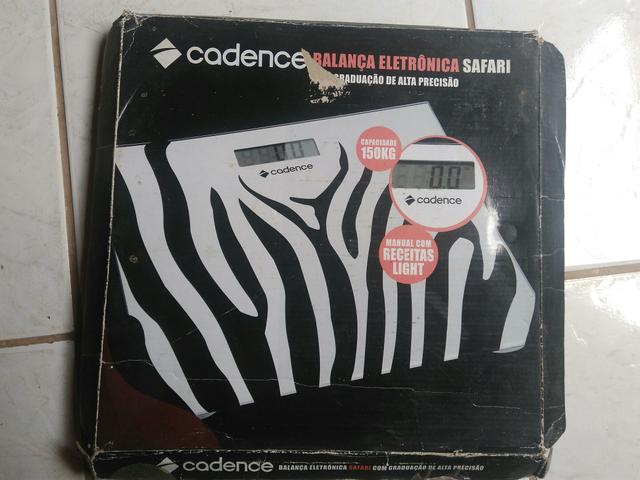 cadence BALANÇA ELETRÔNICA SAFARI
GRADUAÇÃO DE ALTA PRECISÃO
CAPACIDADE
150KG
cadence
0.0
cadence
MANUAL COM
RECEITAS
LIGHT
cadence BALANÇA ELETRÔNICA SAFARI COM GRADUAÇÃO DE ALTA PRECISÃO